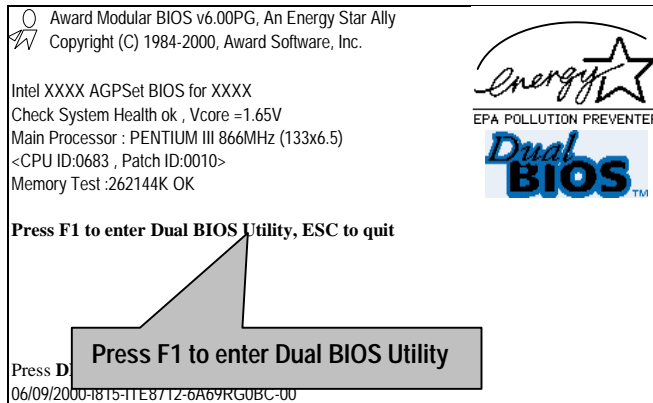 Award Modular BIOS v6.00PG, An Energy Star Ally
Copyright (C) 1984-2000, Award Software, Inc.
energy
EPA POLLUTION PREVENTER
Dual
BIOS TM
Intel XXXX AGPSet BIOS for XXXX
Check System Health ok , Vcore =1.65V
Main Processor : PENTIUM III 866MHz (133x6.5)
<CPU ID:0683 , Patch ID:0010>
Memory Test :262144K OK
Press F1 to enter Dual BIOS Utility, ESC to quit
Press F1 to enter Dual BIOS Utility
Press
06/09/2000-I815-ITE8712-6A69RG0BC-00